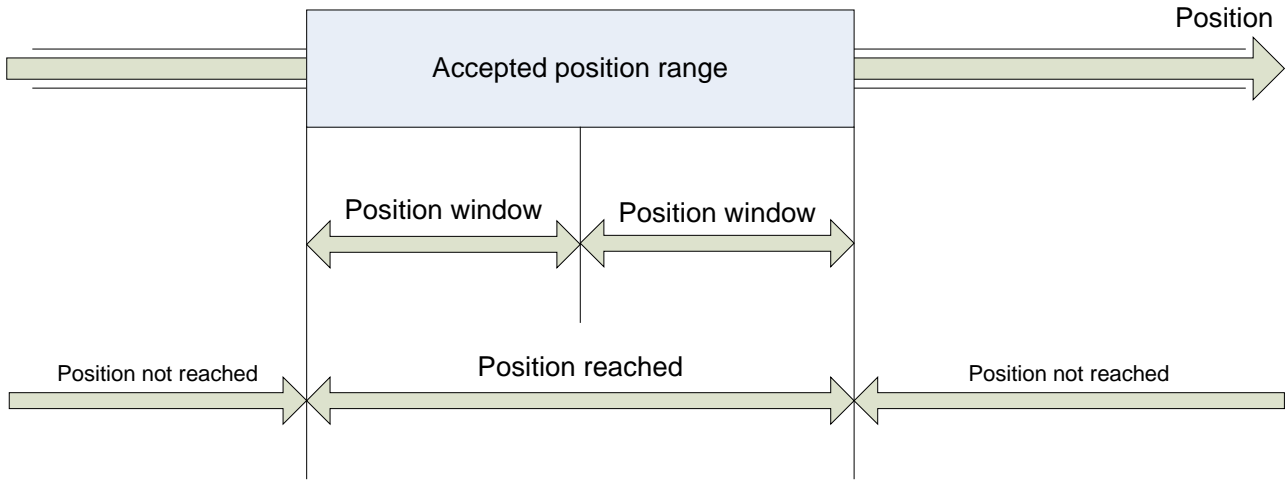 Position
Accepted position range
Position window
Position window
Position not reached
Position reached
Position not reached